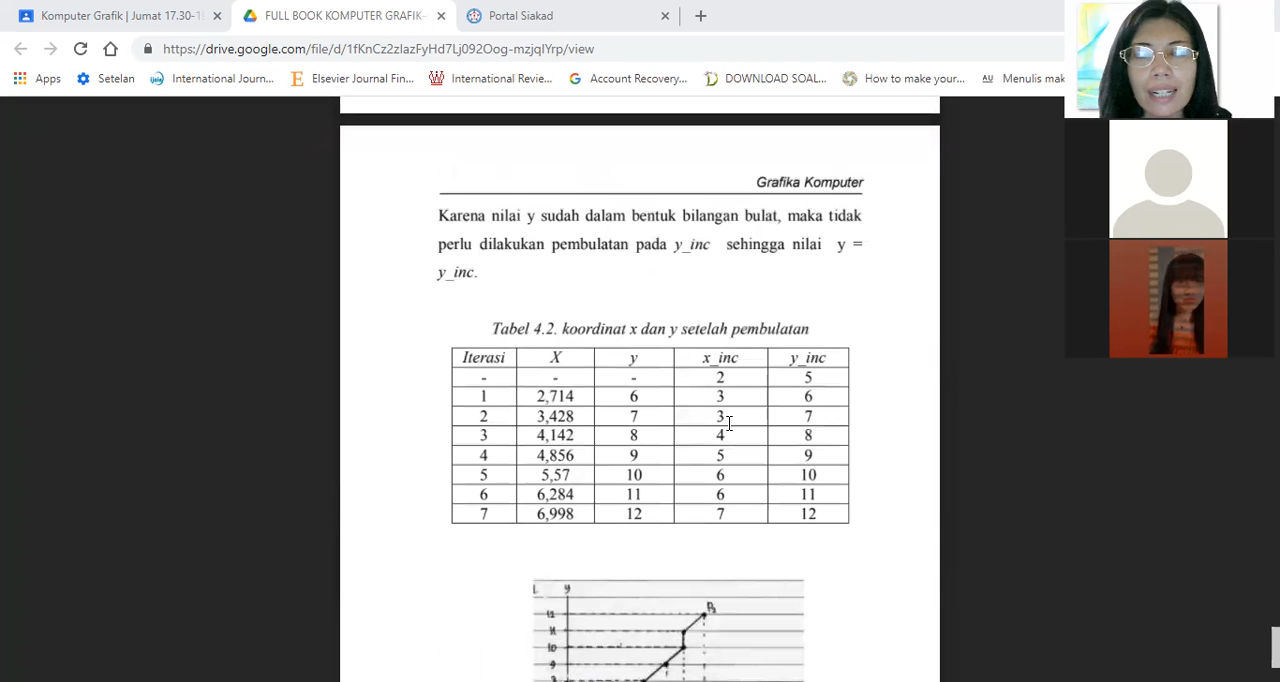 Komputer Grafik | Jumat 17.30-19
FULL BOOK KOMPUTER GRAFIK-
Portal Siakad
https://drive.google.com/file/d/1fKnCz2zIazFyHd7Lj092Oog-mzjqIYrp/view
Apps Setelan International Journ... Elsevier Journal Fin... International Revie... Account Recovery... DOWNLOAD SOAL... How to make your... AU Menulis mak
Grafika Komputer
Karena nilai y sudah dalam bentuk bilangan bulat, maka tidak
perlu dilakukan pembulatan pada y_inc sehingga nilai y =
y_inc.
Tabel 4.2. koordinat x dan y setelah pembulatan
Iterasi X y x_inc y_inc
- - - 2 5
1 2,714 6 3 6
2 3,428 7 3 7
3 4,142 8 4 8
4 4,856 9 5 9
5 5,57 10 6 10
6 6,284 11 6 11
7 6,998 12 7 12
y
12
11
10
9